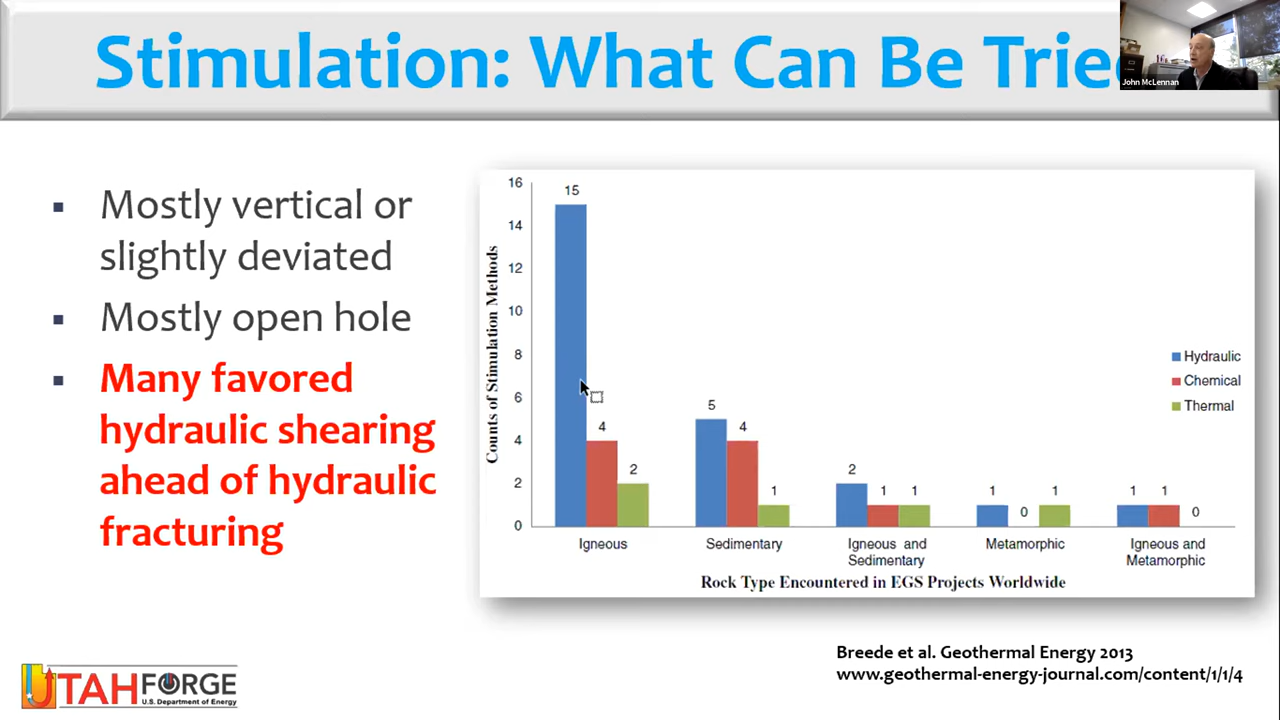 Stimulation: What Can Be Tried
John McLennan
Mostly vertical or
slightly deviated
Mostly open hole
Many favored
hydraulic shearing
ahead of hydraulic
fracturing
Counts of Stimulation Methods
16
14
12
10
8
6
4
2
0
15
4
2
5
4
1
2
1
1
1
0
1
1
1
0
Hydraulic
Chemical
Thermal
Igneous
Sedimentary
Igneous and
Sedimentary
Metamorphic
Igneous and
Metamorphic
Rock Type Encountered in EGS Projects Worldwide
Breede et al. Geothermal Energy 2013
www.geothermal-energy-journal.com/content/1/1/4
UTAH FORGE
U.S. Department of Energy